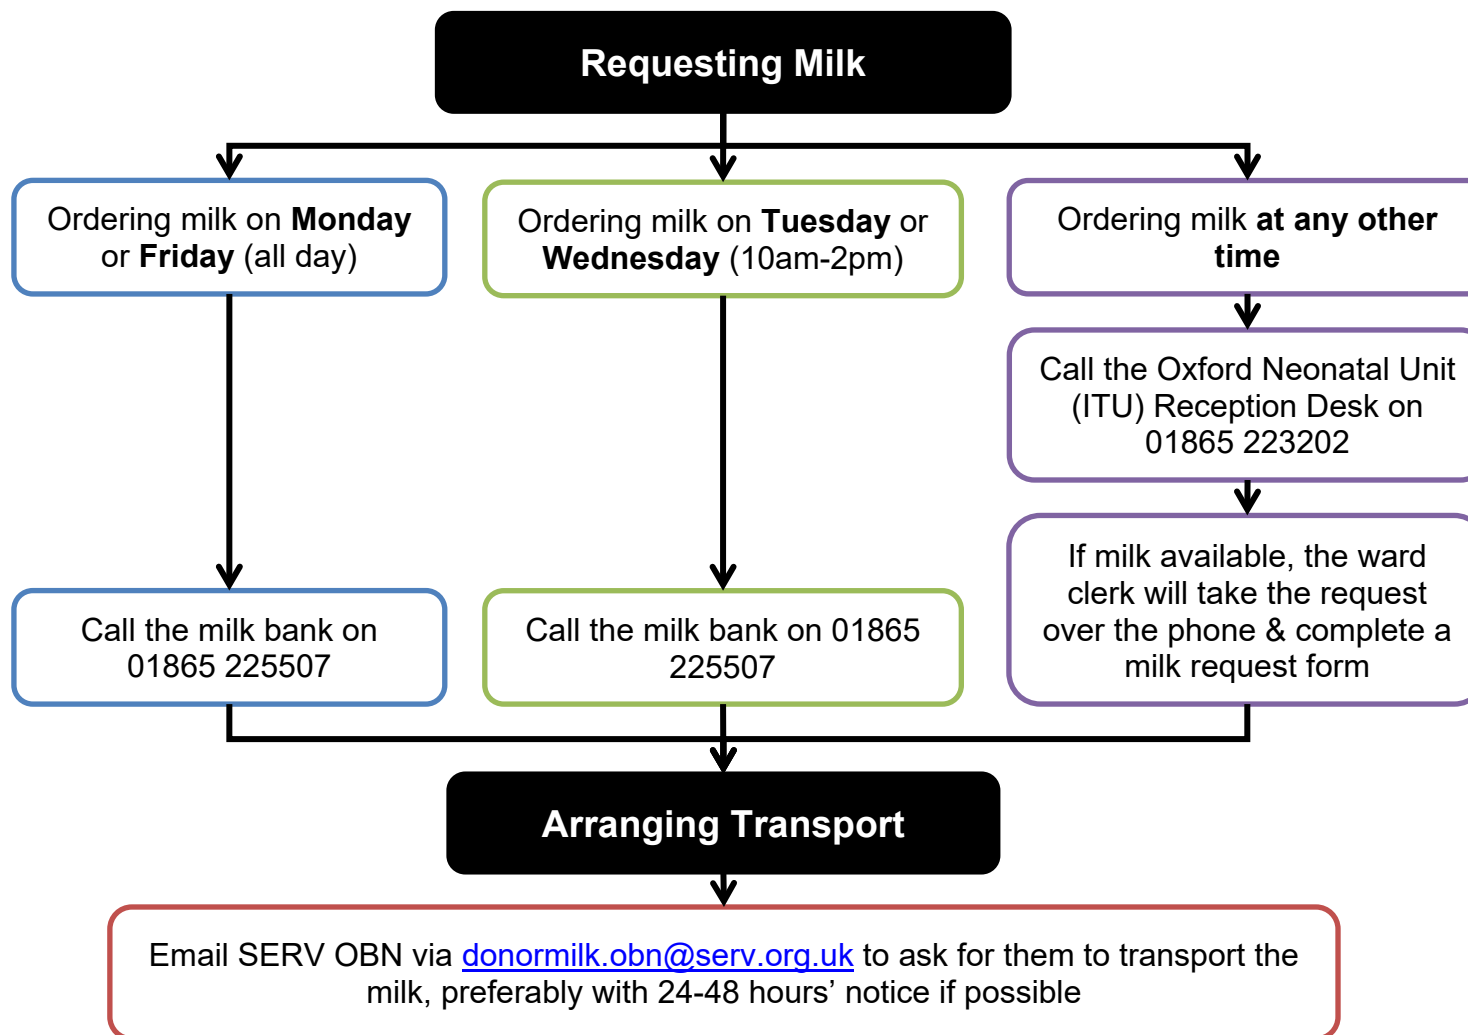 Requesting Milk
Ordering milk on Monday
or Friday (all day)
Ordering milk on Tuesday or
Wednesday (10am-2pm)
Ordering milk at any other
time
Call the Oxford Neonatal Unit
(ITU) Reception Desk on
01865 223202
Call the milk bank on
01865 225507
Call the milk bank on 01865
225507
If milk available, the ward
clerk will take the request
over the phone & complete a
milk request form
Arranging Transport
Email SERV OBN via donormilk.obn@serv.org.uk to ask for them to transport the
milk, preferably with 24-48 hours’ notice if possible